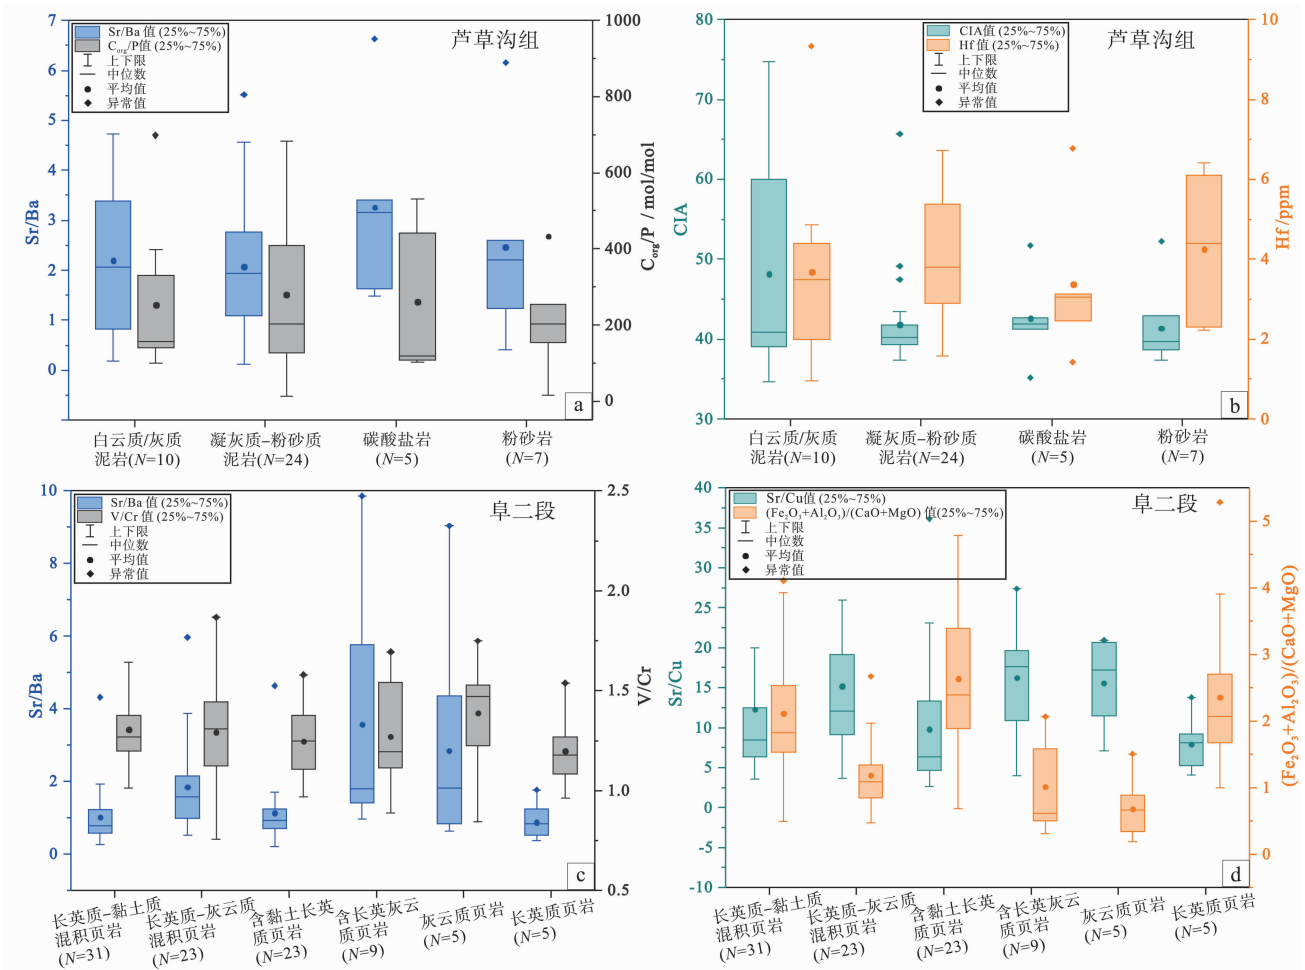 芦草沟组
Sr/Ba 值 (25%~75%)
Corg/P值 (25%~75%)
上下限
中位数
平均值
异常值
7
6
5
4
3
2
1
0
Sr/Ba
1000
800
600
400
200
0
Corg/P / mol/mol
a
白云质/灰质
泥岩(N=10)
凝灰质–粉砂质
泥岩(N=24)
碳酸盐岩
(N=5)
粉砂岩
(N=7)
芦草沟组
CIA值 (25%~75%)
Hf 值 (25%~75%)
上下限
中位数
平均值
异常值
80
70
60
50
40
30
CIA
10
8
6
4
2
0
Hf /ppm
b
白云质/灰质
泥岩(N=10)
凝灰质–粉砂质
泥岩(N=24)
碳酸盐岩
(N=5)
粉砂岩
(N=7)
阜二段
Sr/Ba 值 (25%~75%)
V/Cr 值 (25%~75%)
上下限
中位数
平均值
异常值
10
8
6
4
2
0
Sr/Ba
2.5
2.0
1.5
1.0
0.5
V/Cr
c
长英质–黏土质
混积页岩
(N=31)
长英质–灰云质
混积页岩
(N=23)
含黏土长英
质页岩
(N=23)
含长英灰云
质页岩
(N=9)
灰云质页岩
(N=5)
长英质页岩
(N=5)
阜二段
Sr/Cu值 (25%~75%)
(Fe₂O₃+Al₂O₃)/(CaO+MgO) 值(25%~75%)
上下限
中位数
平均值
异常值
40
35
30
25
20
15
10
5
0
-5
-10
Sr/Cu
5
4
3
2
1
0
(Fe₂O₃+Al₂O₃)/(CaO+MgO)
d
长英质–黏土质
混积页岩
(N=31)
长英质–灰云质
混积页岩
(N=23)
含黏土长英
质页岩
(N=23)
含长英灰云
质页岩
(N=9)
灰云质页岩
(N=5)
长英质页岩
(N=5)